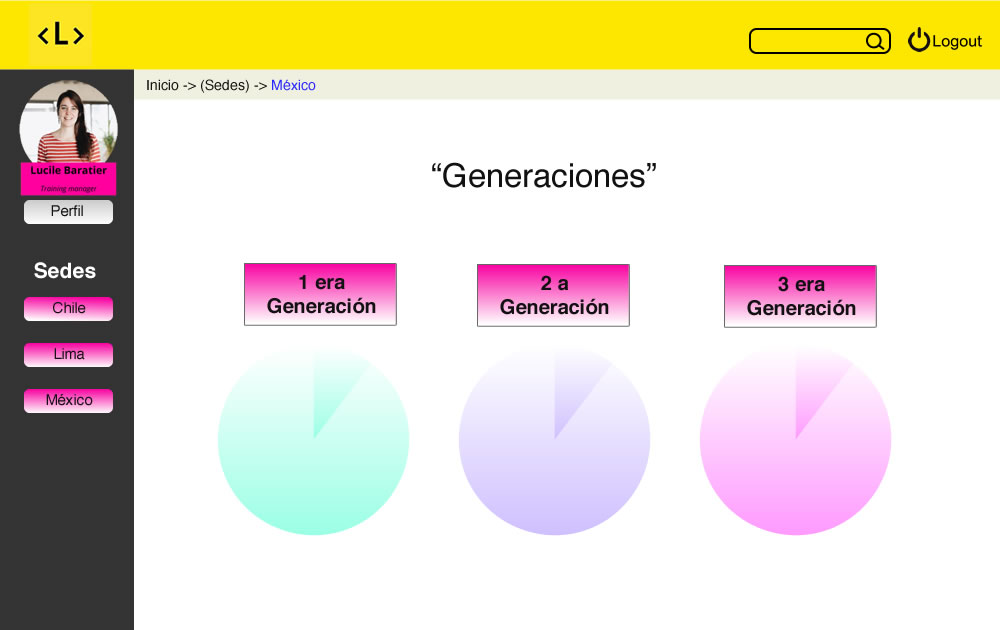 <L>
Logout
Inicio -> (Sedes) -> México
Lucile Baratier
Training manager
Perfil
Sedes
Chile
Lima
México
“Generaciones”
1 era
Generación
2 a
Generación
3 era
Generación